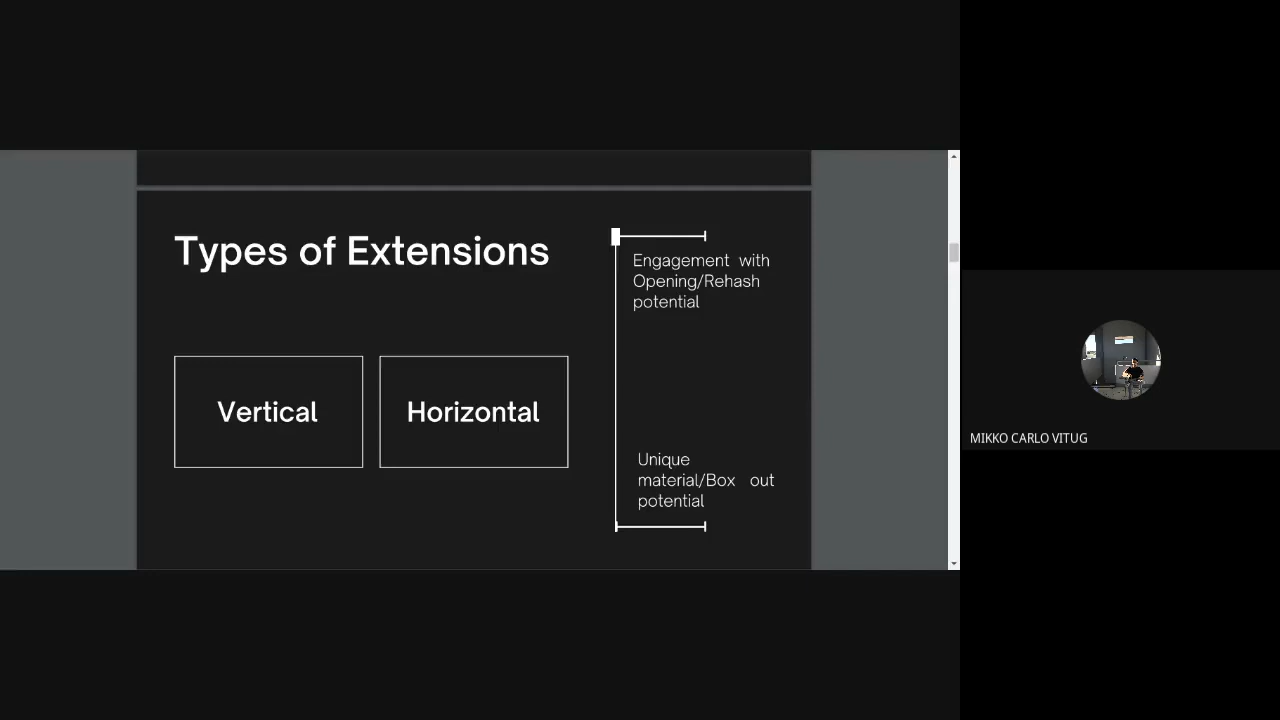 Types of Extensions
Vertical
Horizontal
Engagement with
Opening/Rehash
potential
Unique
material/Box out
potential
MIKKO CARLO VITUG